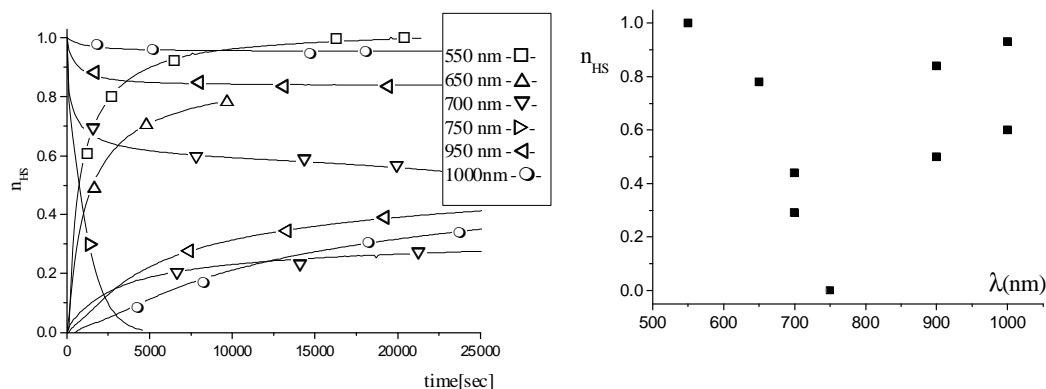 1.0
0.8
0.6
0.4
0.2
0.0
n_HS
0
5000
10000
15000
20000
25000
time[sec]
550 nm -□-
650 nm -△-
700 nm -▽-
750 nm -▷-
950 nm -◁-
1000nm -○-
n_HS
1.0
0.8
0.6
0.4
0.2
0.0
500
600
700
800
900
1000
λ(nm)